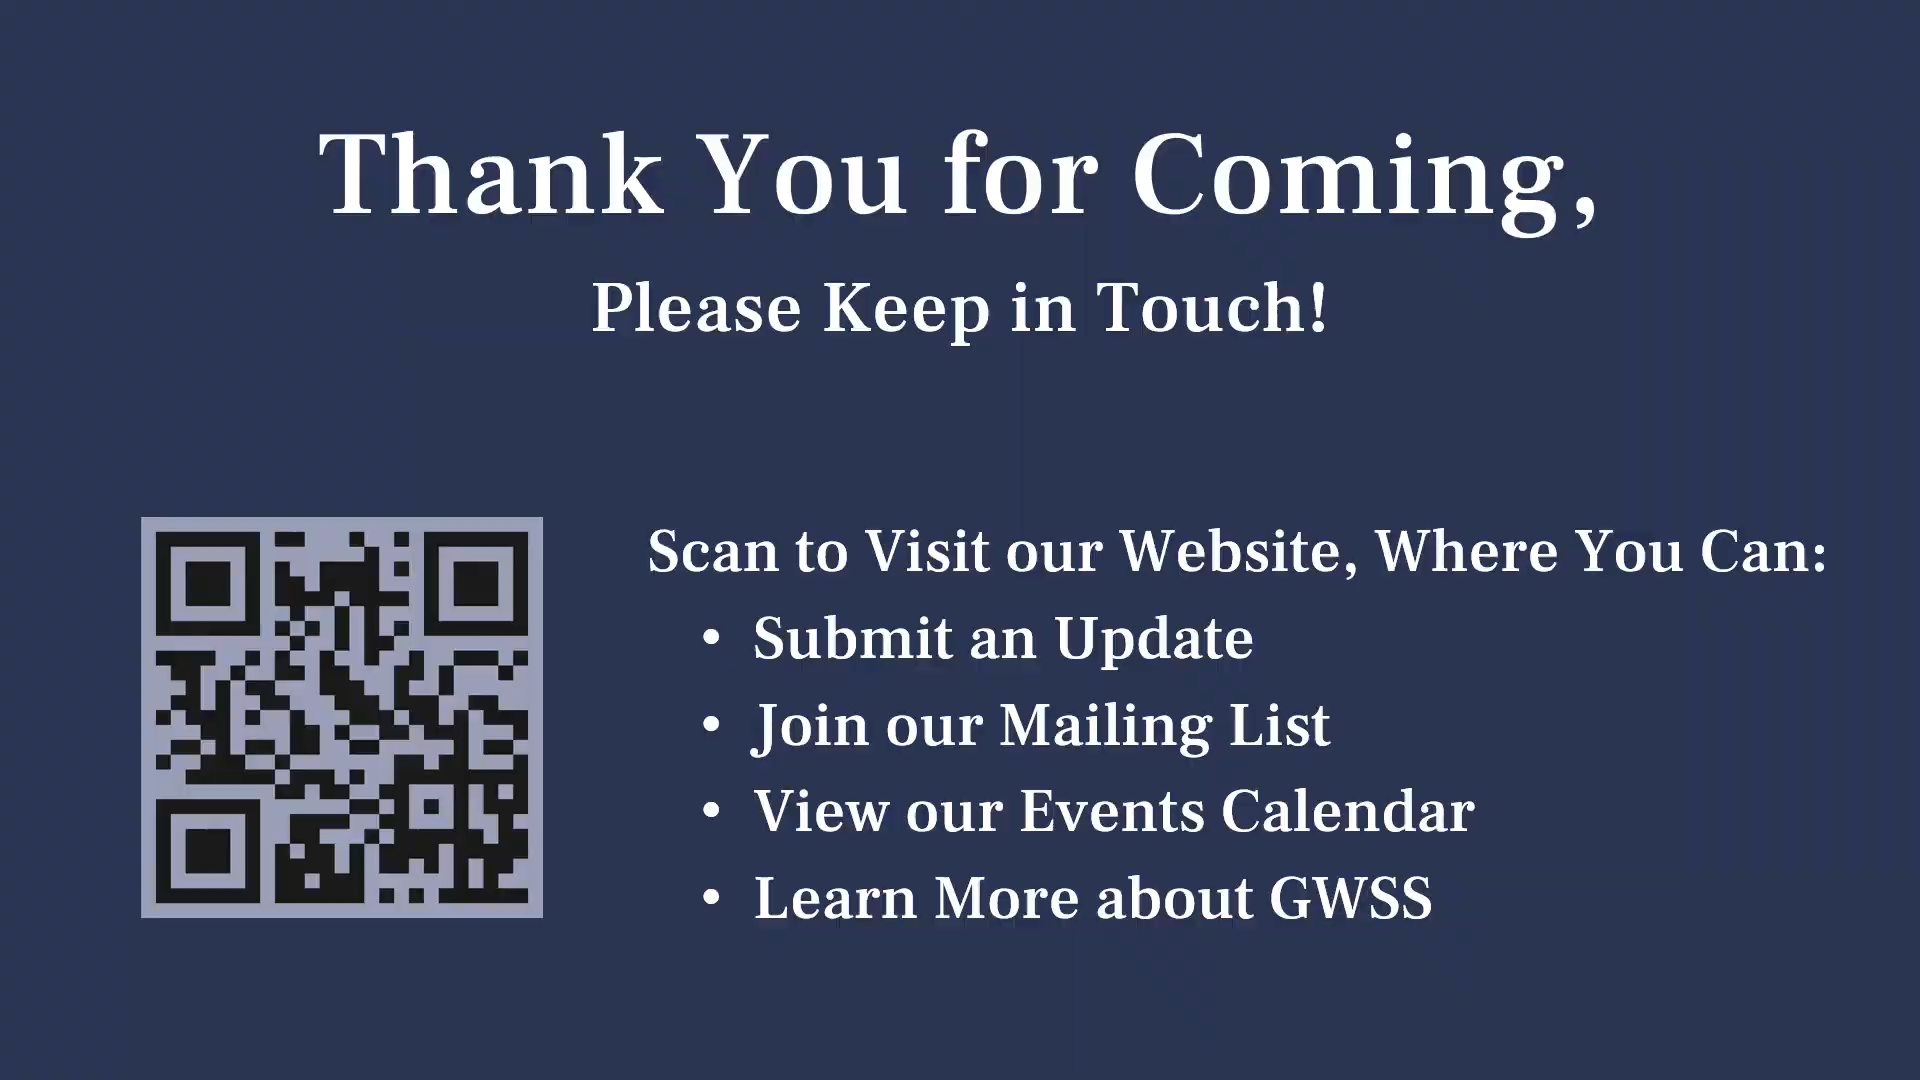 Thank You for Coming,
Please Keep in Touch!
Scan to Visit our Website, Where You Can:
• Submit an Update
• Join our Mailing List
• View our Events Calendar
• Learn More about GWSS